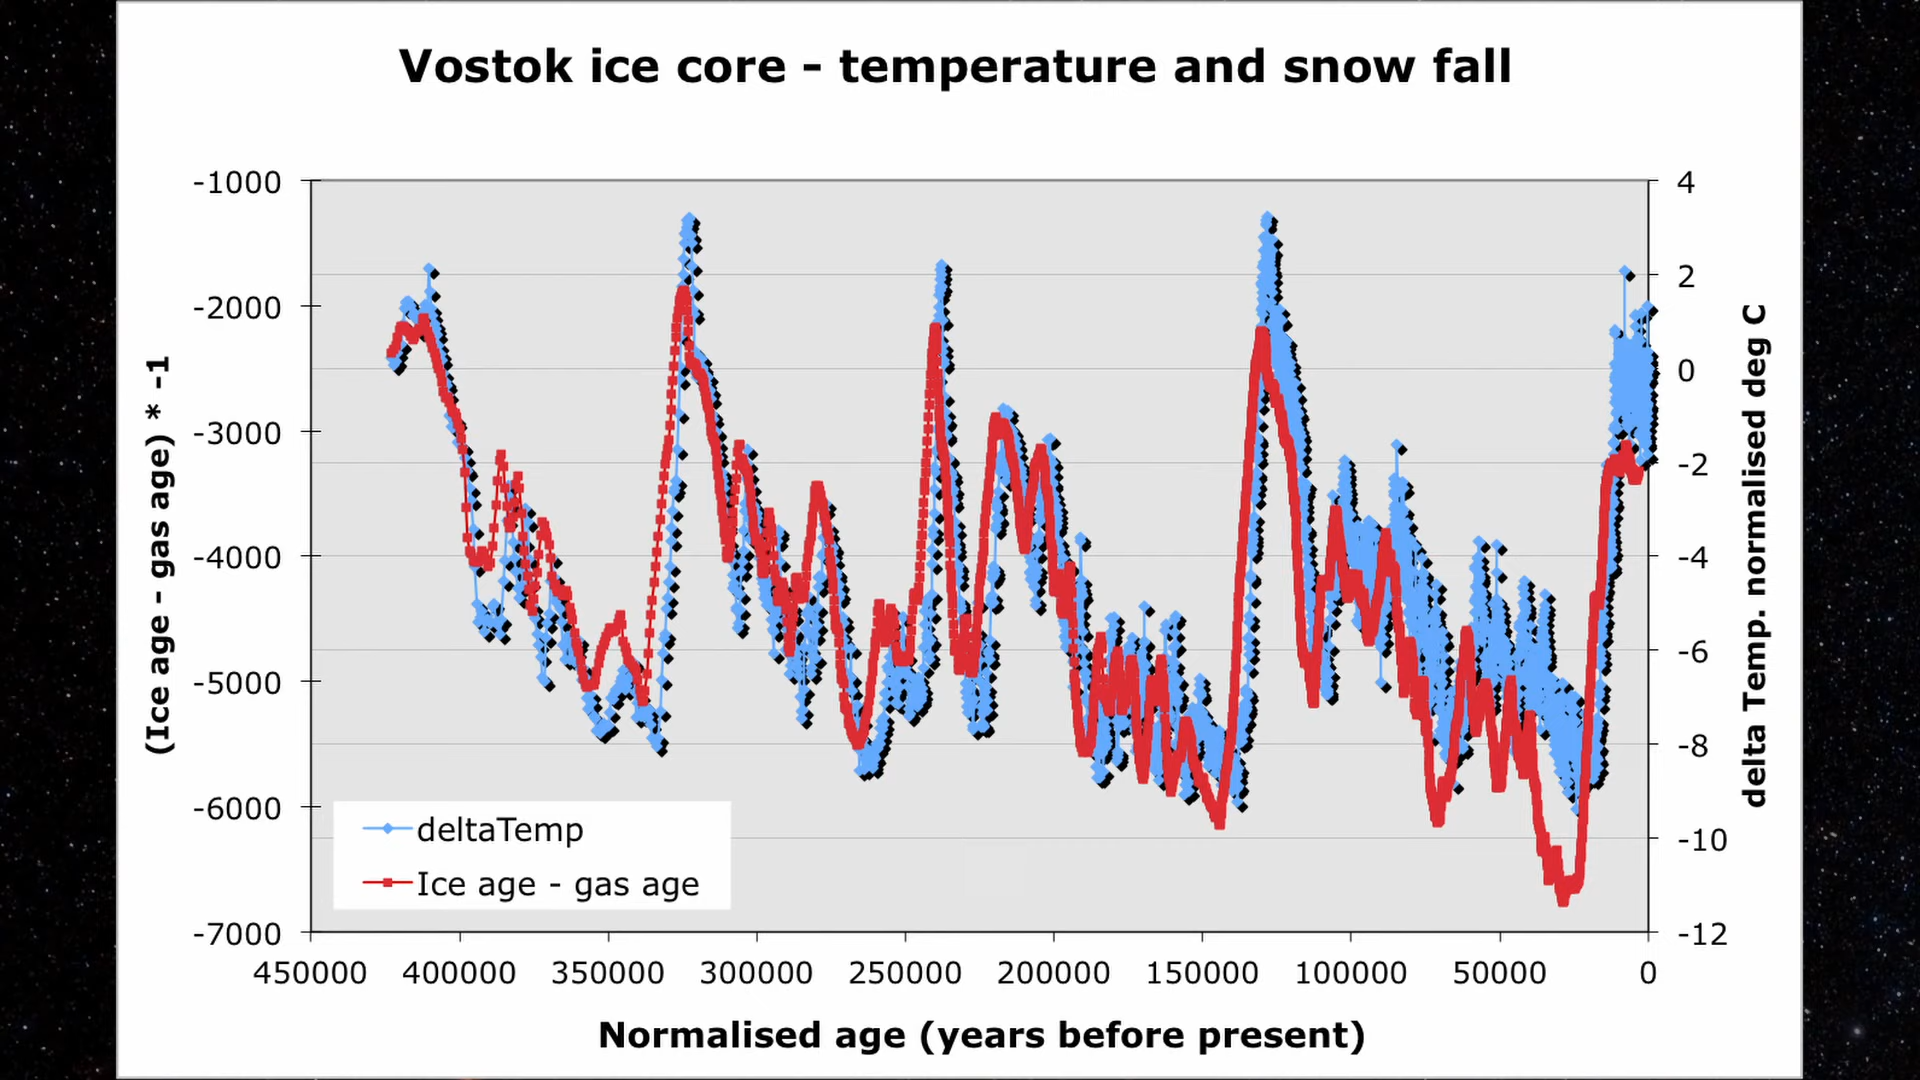 Vostok ice core - temperature and snow fall
-1000
-2000
-3000
-4000
-5000
-6000
-7000
(Ice age - gas age) * -1
4
2
0
-2
-4
-6
-8
-10
-12
delta Temp. normalised deg C
deltaTemp
Ice age - gas age
450000 400000 350000 300000 250000 200000 150000 100000 50000 0
Normalised age (years before present)